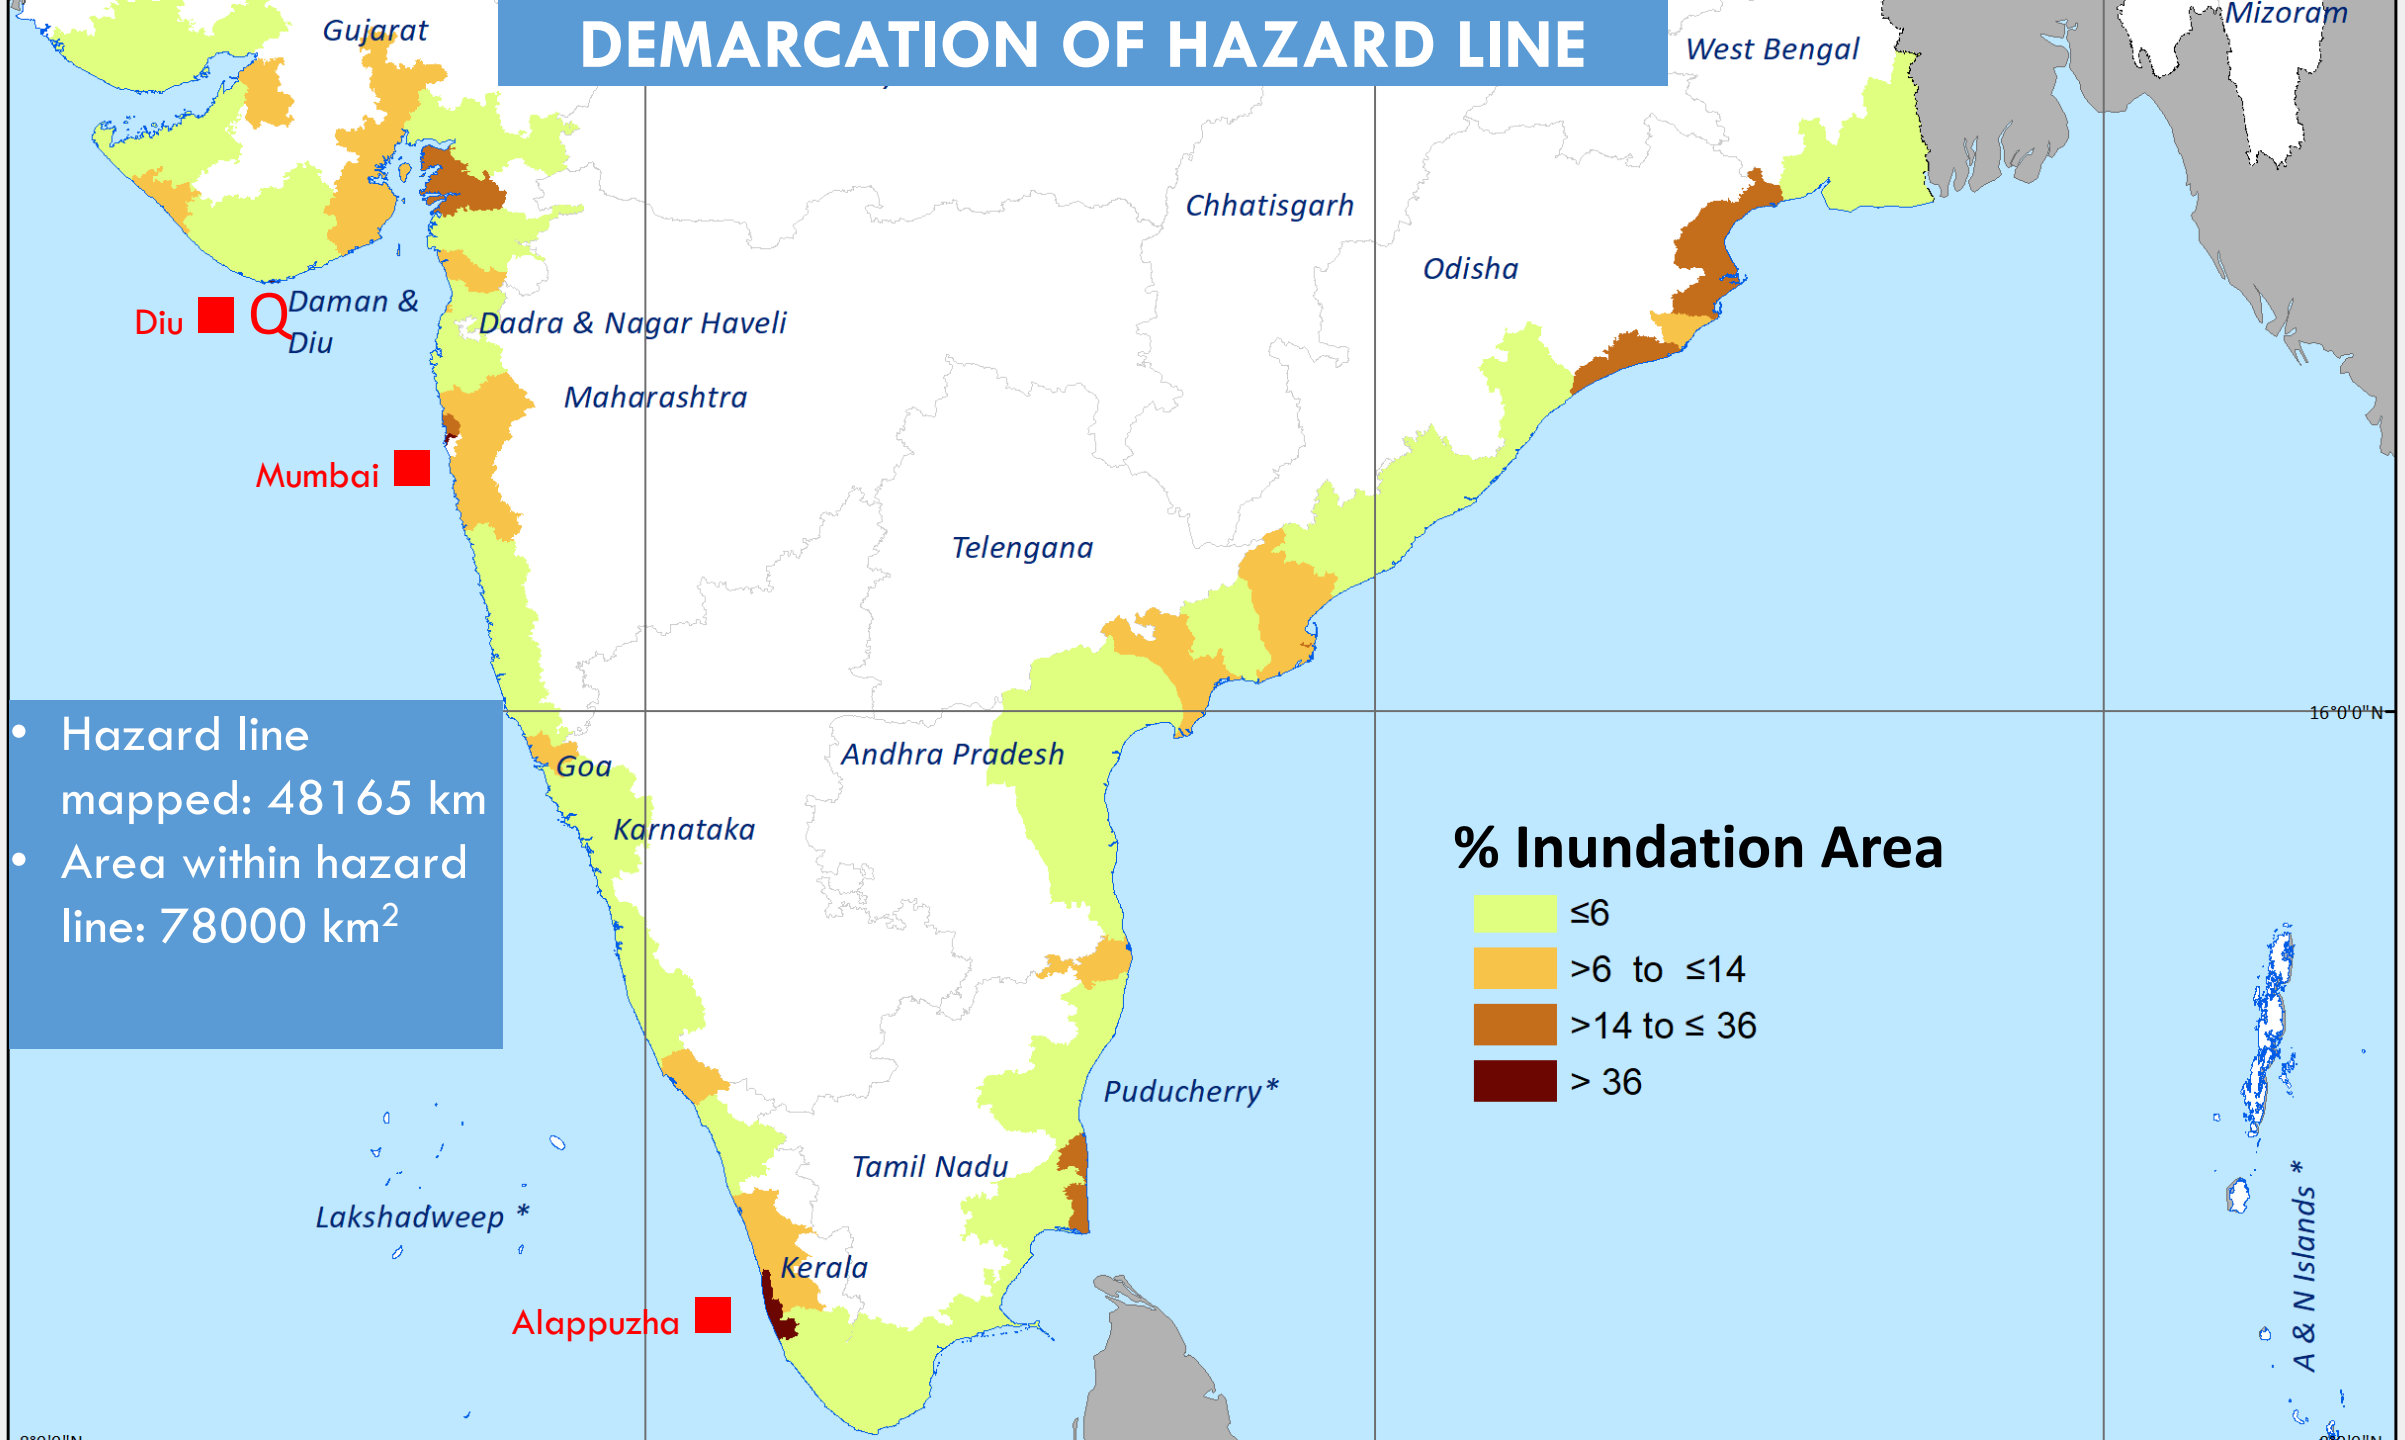 DEMARCATION OF HAZARD LINE
Gujarat
West Bengal
Mizoram
Chhatisgarh
Odisha
Diu
Q
Daman &
Diu
Dadra & Nagar Haveli
Maharashtra
Mumbai
Telengana
• Hazard line
mapped: 48165 km
• Area within hazard
line: 78000 km²
16°0'0"N
Goa
Andhra Pradesh
Karnataka
% Inundation Area
≤6
>6 to ≤14
>14 to ≤ 36
> 36
Puducherry*
Tamil Nadu
Lakshadweep *
Kerala
Alappuzha
A & N Islands *